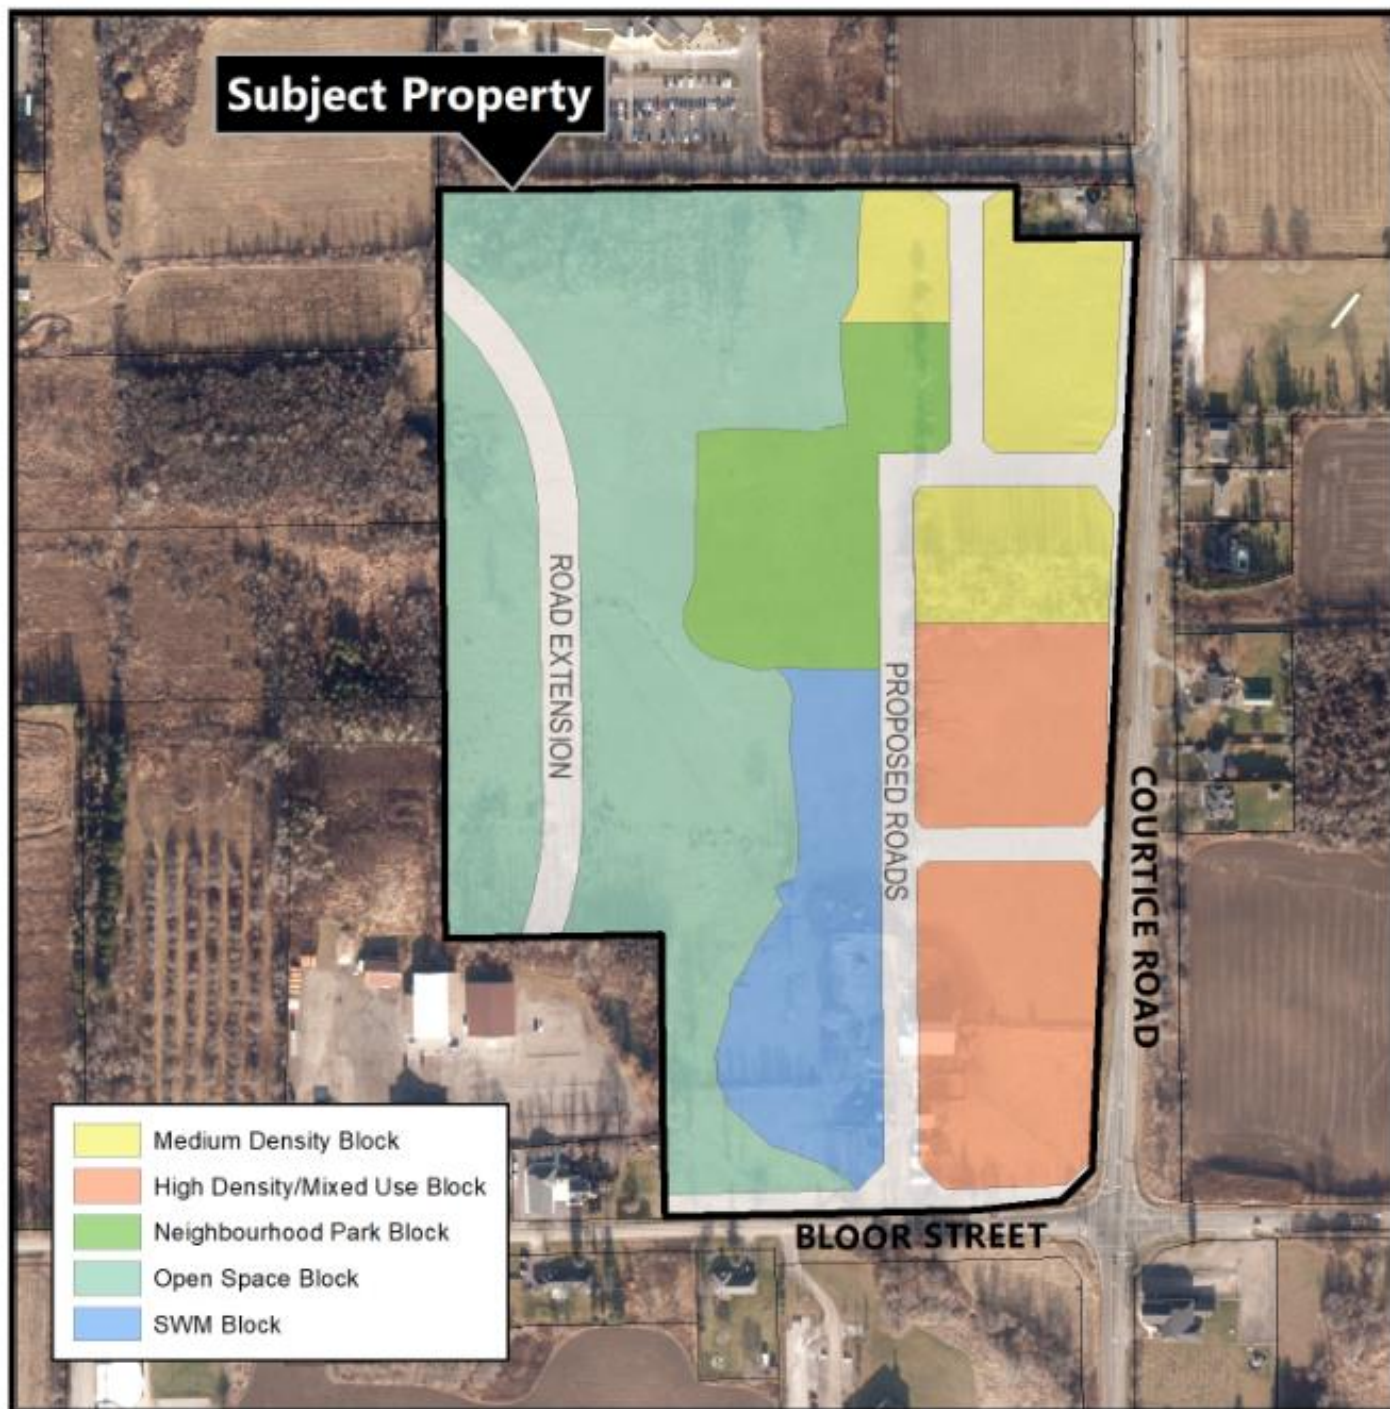 Subject Property
ROAD EXTENSION
PROPOSED ROADS
COURTICE ROAD
BLOOR STREET
Medium Density Block
High Density/Mixed Use Block
Neighbourhood Park Block
Open Space Block
SWM Block